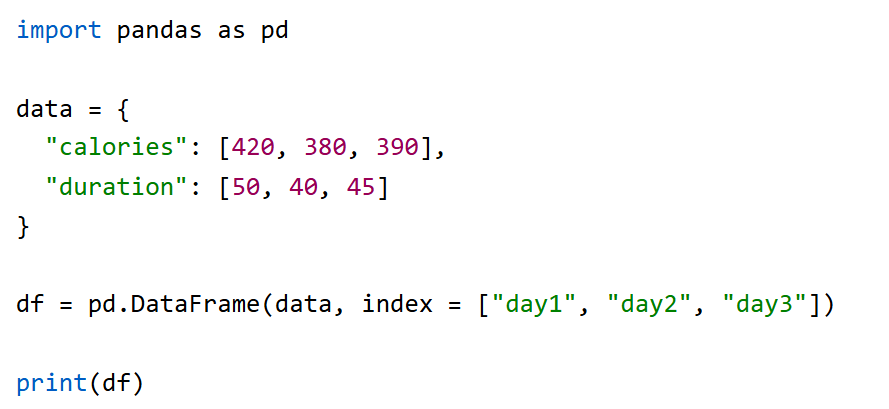 import pandas as pd
data = {
  "calories": [420, 380, 390],
  "duration": [50, 40, 45]
}
df = pd.DataFrame(data, index = ["day1", "day2", "day3"])
print(df)